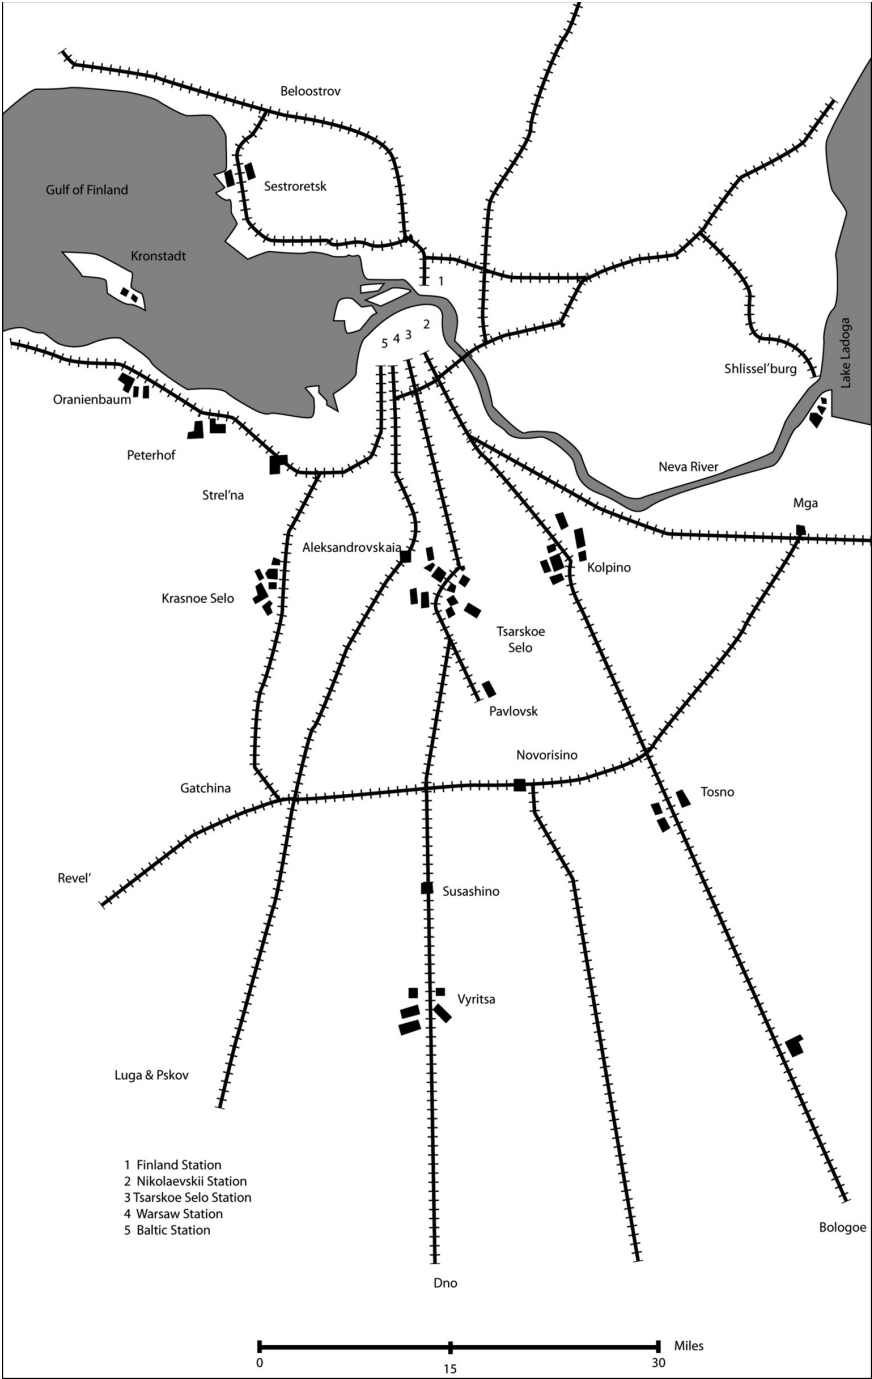 Beloostrov
Gulf of Finland
Sestroretsk
Kronstadt
1
2
3
4
5
Lake Ladoga
Shlissel’burg
Oranienbaum
Peterhof
Neva River
Strel’na
Mga
Aleksandrovskaia
Kolpino
Krasnoe Selo
Tsarskoe
Selo
Pavlovsk
Novorisino
Gatchina
Tosno
Revel’
Susashino
Vyritsa
Luga & Pskov
1 Finland Station
2 Nikolaevskii Station
3 Tsarskoe Selo Station
4 Warsaw Station
5 Baltic Station
Bologoe
Dno
Miles
0
15
30